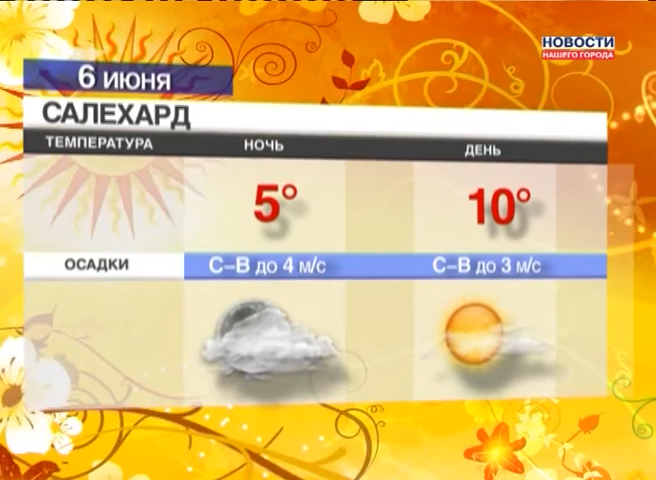 НОВОСТИ
НАШЕГО ГОРОДА
6 ИЮНЯ
САЛЕХАРД
ТЕМПЕРАТУРА НОЧЬ ДЕНЬ
5° 10°
ОСАДКИ С–В ДО 4 М/С С–В ДО 3 М/С